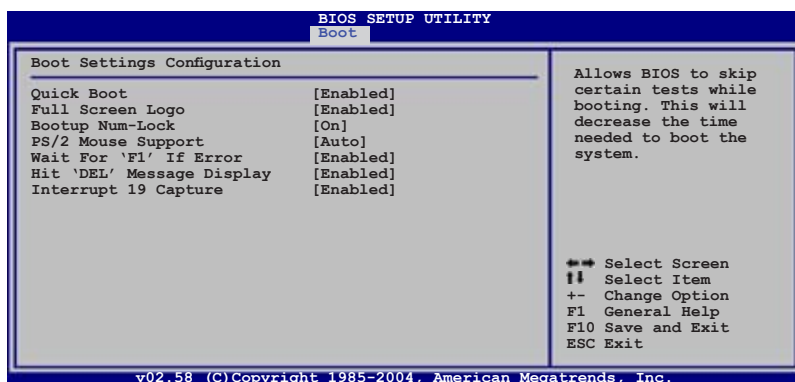 BIOS SETUP UTILITY
Boot
Boot Settings Configuration
Quick Boot [Enabled]
Full Screen Logo [Enabled]
Bootup Num-Lock [On]
PS/2 Mouse Support [Auto]
Wait For ‘F1’ If Error [Enabled]
Hit ‘DEL’ Message Display [Enabled]
Interrupt 19 Capture [Enabled]
Allows BIOS to skip
certain tests while
booting. This will
decrease the time
needed to boot the
system.
Select Screen
Select Item
+- Change Option
F1 General Help
F10 Save and Exit
ESC Exit
v02.58 (C)Copyright 1985-2004, American Megatrends, Inc.